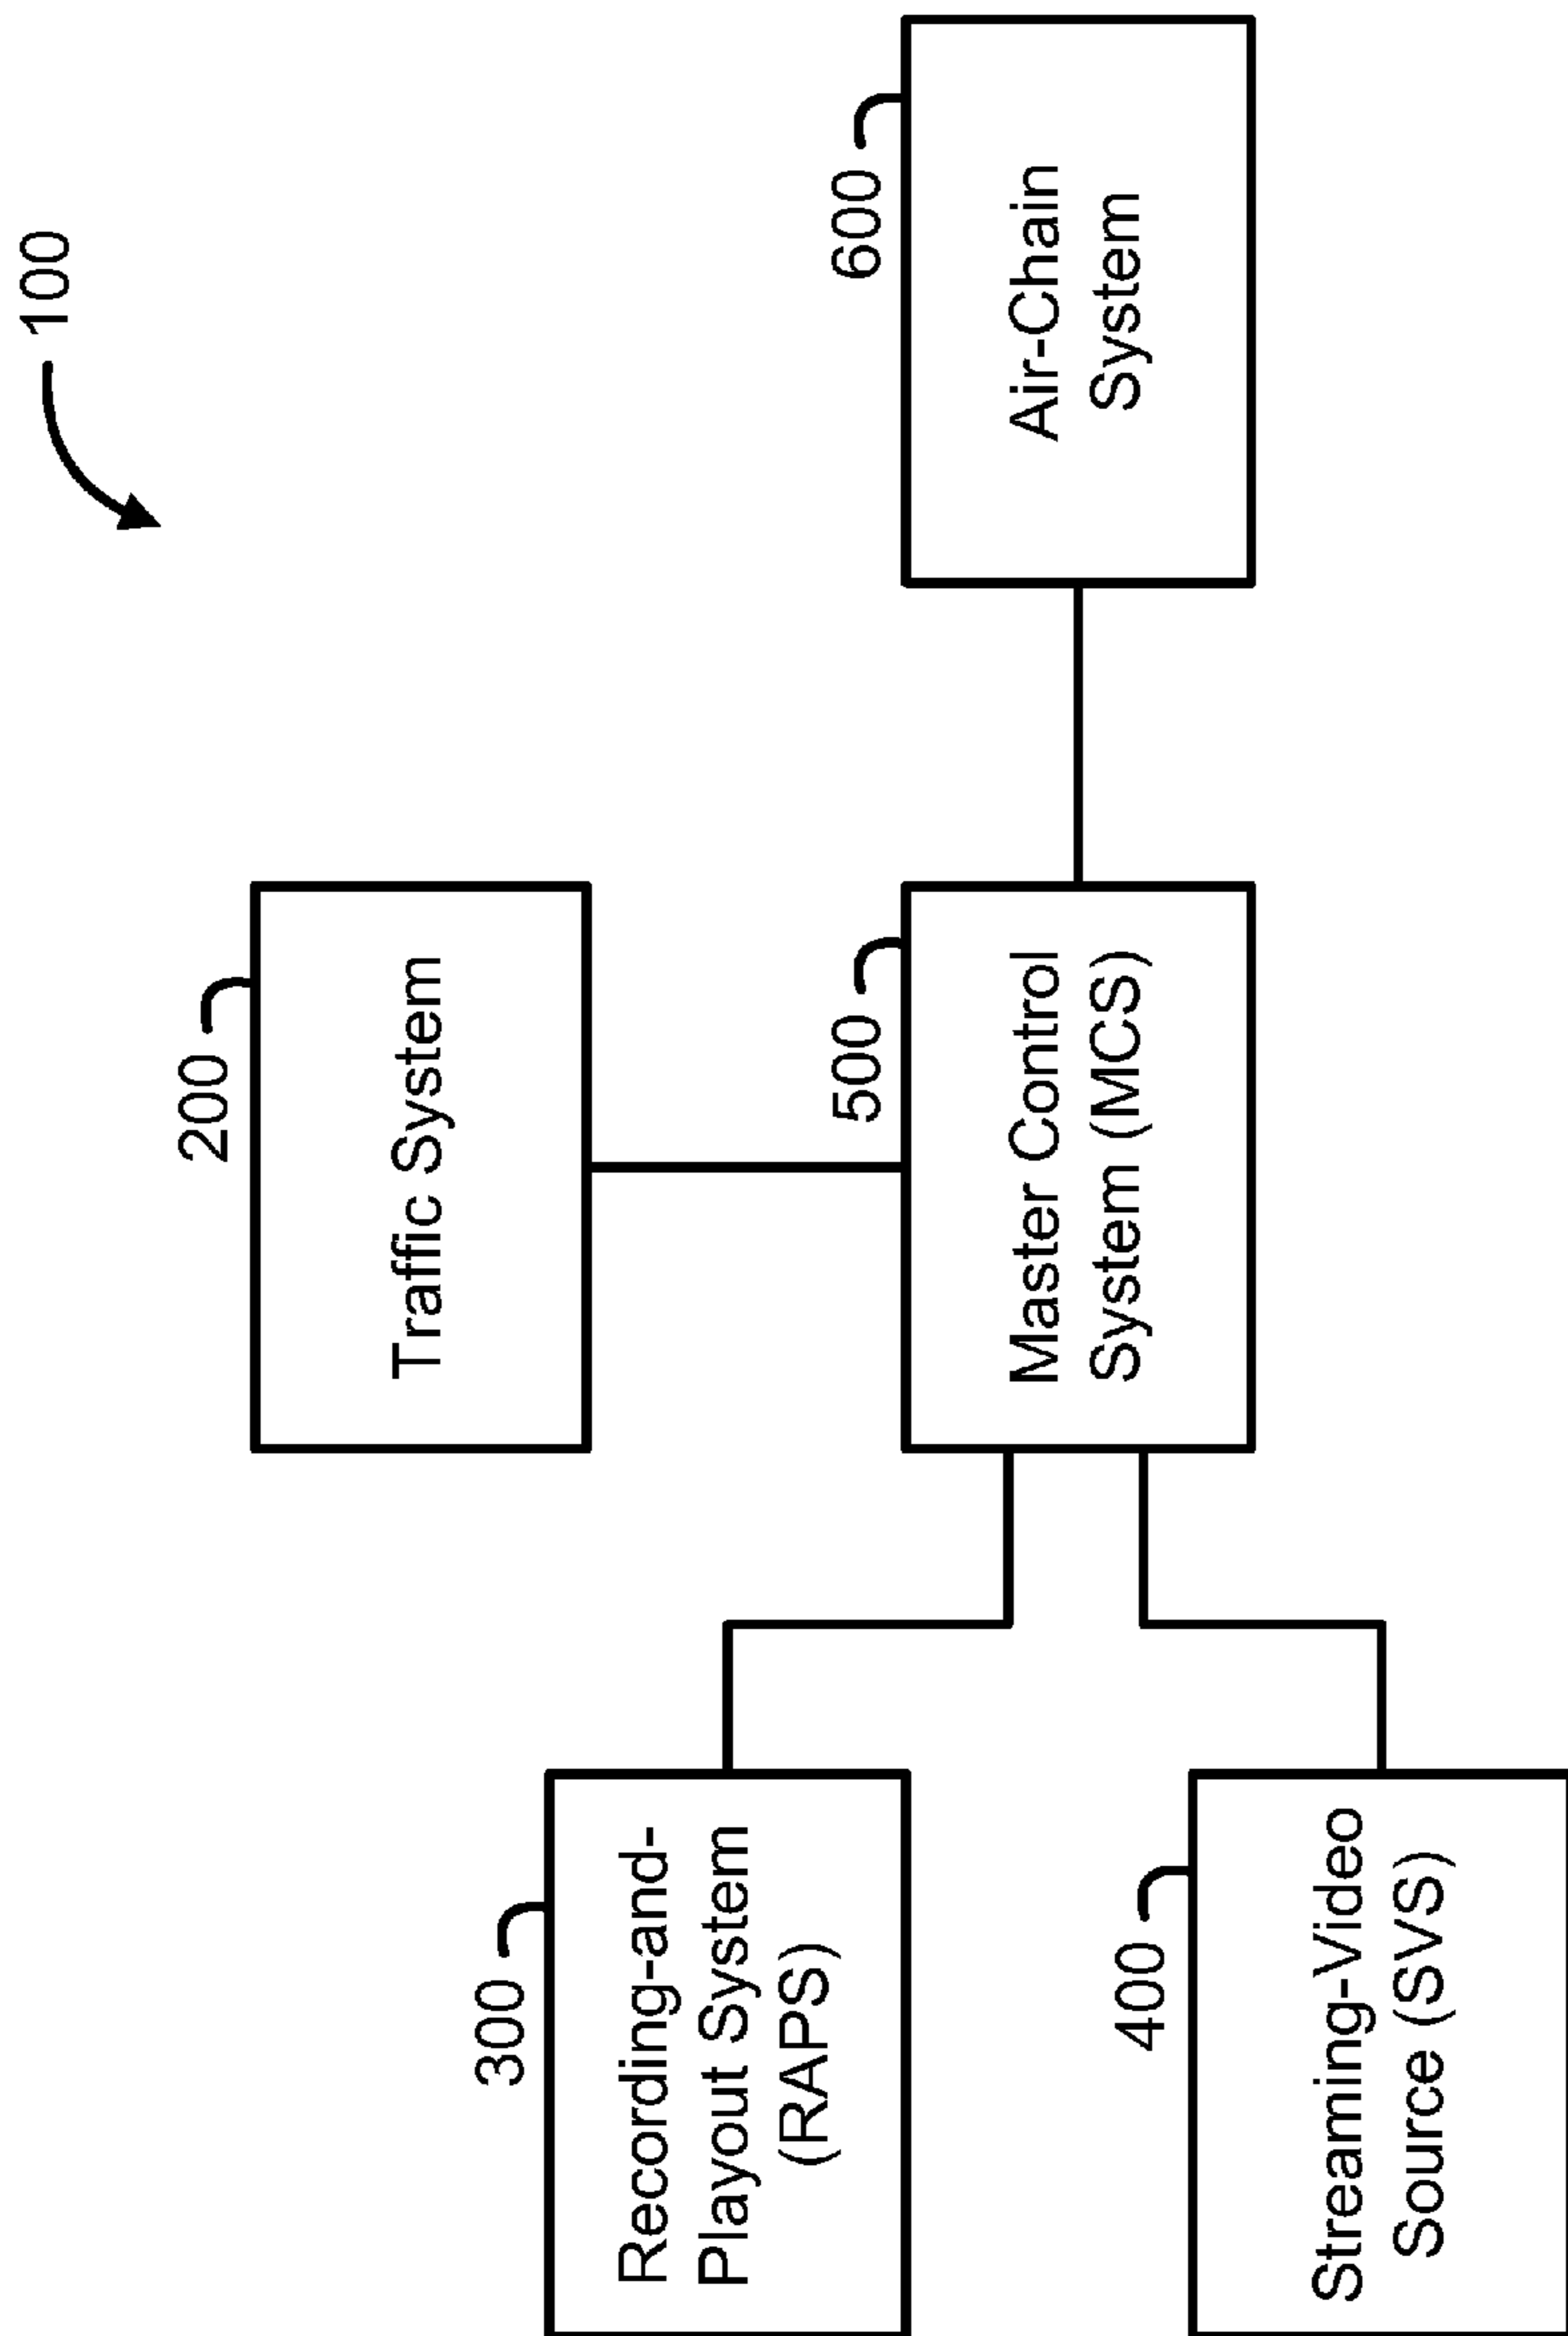 100
200
Traffic System
300
Recording-and-
Playout System
(RAPS)
500
Master Control
System (MCS)
600
Air-Chain
System
400
Streaming-Video
Source (SVS)